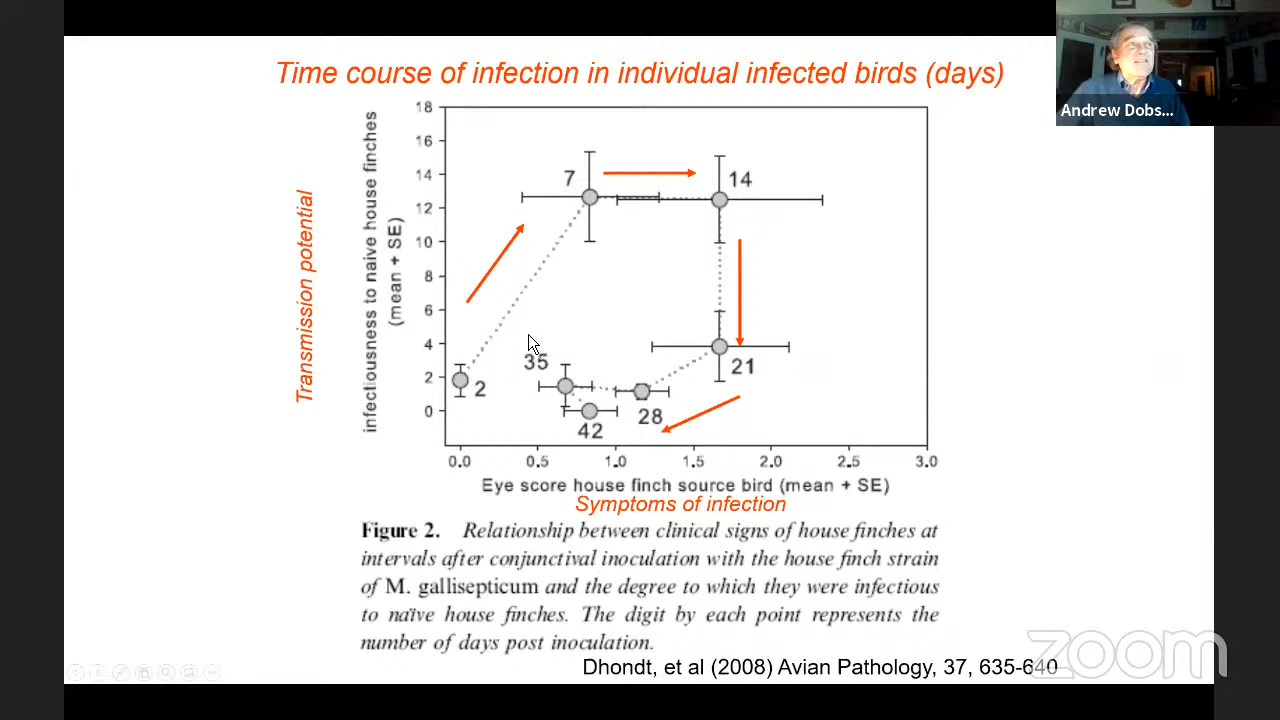 Time course of infection in individual infected birds (days)
Andrew Dobs...
Transmission potential
infectiousness to naive house finches
(mean + SE)
18
16
14
12
10
8
6
4
2
0
7
14
2
35
21
28
42
0.0 0.5 1.0 1.5 2.0 2.5 3.0
Eye score house finch source bird (mean + SE)
Symptoms of infection
Figure 2. Relationship between clinical signs of house finches at
intervals after conjunctival inoculation with the house finch strain
of M. gallisepticum and the degree to which they were infectious
to naïve house finches. The digit by each point represents the
number of days post inoculation.
Dhondt, et al (2008) Avian Pathology, 37, 635-640
zoom